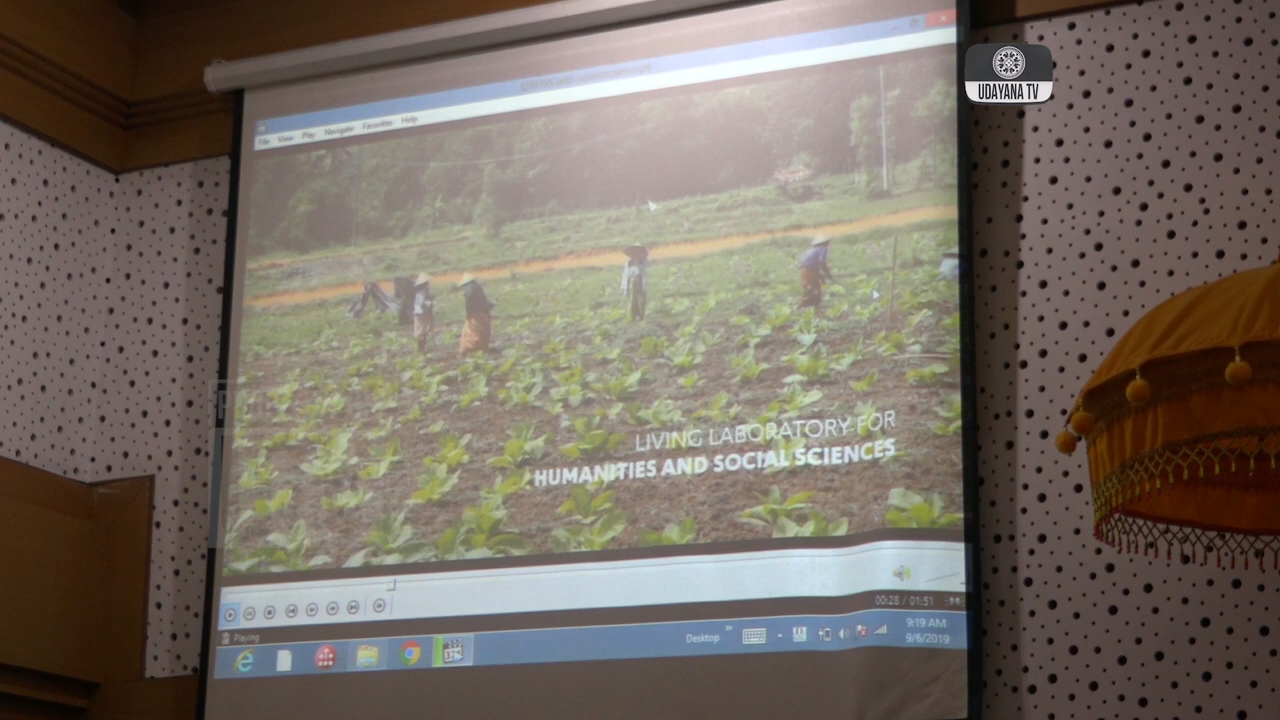 UDAYANA TV
File View Play Navigate Favorites Help
LIVING LABORATORY FOR
HUMANITIES AND SOCIAL SCIENCES
00:28 / 01:51
Playing
Desktop
9:19 AM
9/6/2019